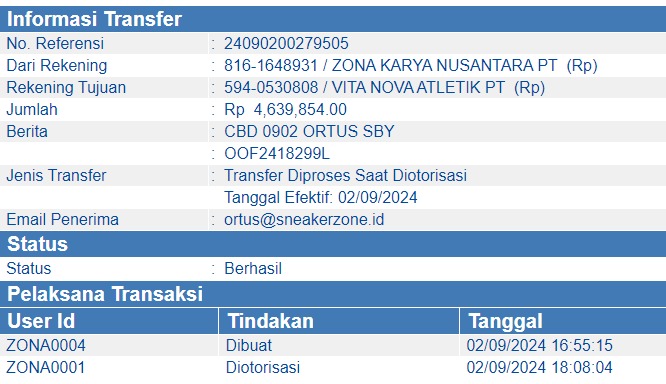 Informasi Transfer
No. Referensi : 24090200279505
Dari Rekening : 816-1648931 / ZONA KARYA NUSANTARA PT (Rp)
Rekening Tujuan : 594-0530808 / VITA NOVA ATLETIK PT (Rp)
Jumlah : Rp 4,639,854.00
Berita : CBD 0902 ORTUS SBY
: OOF2418299L
Jenis Transfer : Transfer Diproses Saat Diotorisasi
Tanggal Efektif: 02/09/2024
Email Penerima : ortus@sneakerzone.id
Status
Status : Berhasil
Pelaksana Transaksi
User Id Tindakan Tanggal
ZONA0004 Dibuat 02/09/2024 16:55:15
ZONA0001 Diotorisasi 02/09/2024 18:08:04